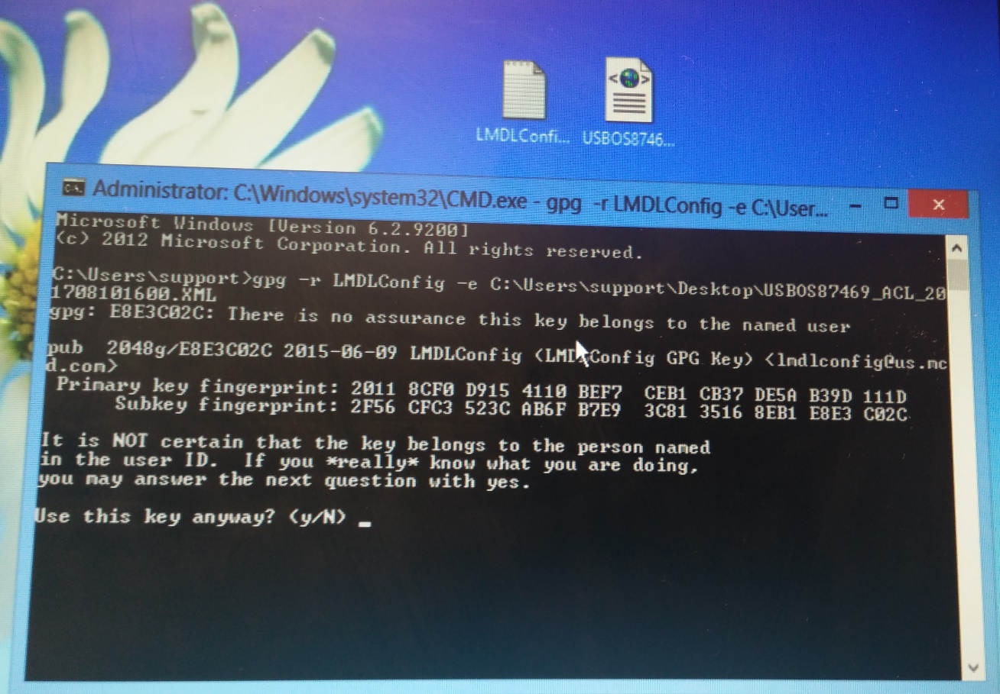 LMDLConfi...
USBOS8746...
Administrator: C:\Windows\system32\CMD.exe - gpg -r LMDLConfig -e C:\User...
Microsoft Windows [Version 6.2.9200]
(c) 2012 Microsoft Corporation. All rights reserved.
C:\Users\support>gpg -r LMDLConfig -e C:\Users\support\Desktop\USBOS87469_ACL_20
1708101600.XML
gpg: E8E3C02C: There is no assurance this key belongs to the named user
pub 2048g/E8E3C02C 2015-06-09 LMDLConfig (LMDLConfig GPG Key) <lmdlconfig@us.mc
d.com>
Primary key fingerprint: 2011 8CF0 D915 4110 BEF7 CEB1 CB37 DE5A B39D 111D
Subkey fingerprint: 2F56 CFC3 523C AB6F B7E9 3C81 3516 8EB1 E8E3 C02C
It is NOT certain that the key belongs to the person named
in the user ID. If you *really* know what you are doing,
you may answer the next question with yes.
Use this key anyway? (y/N) _